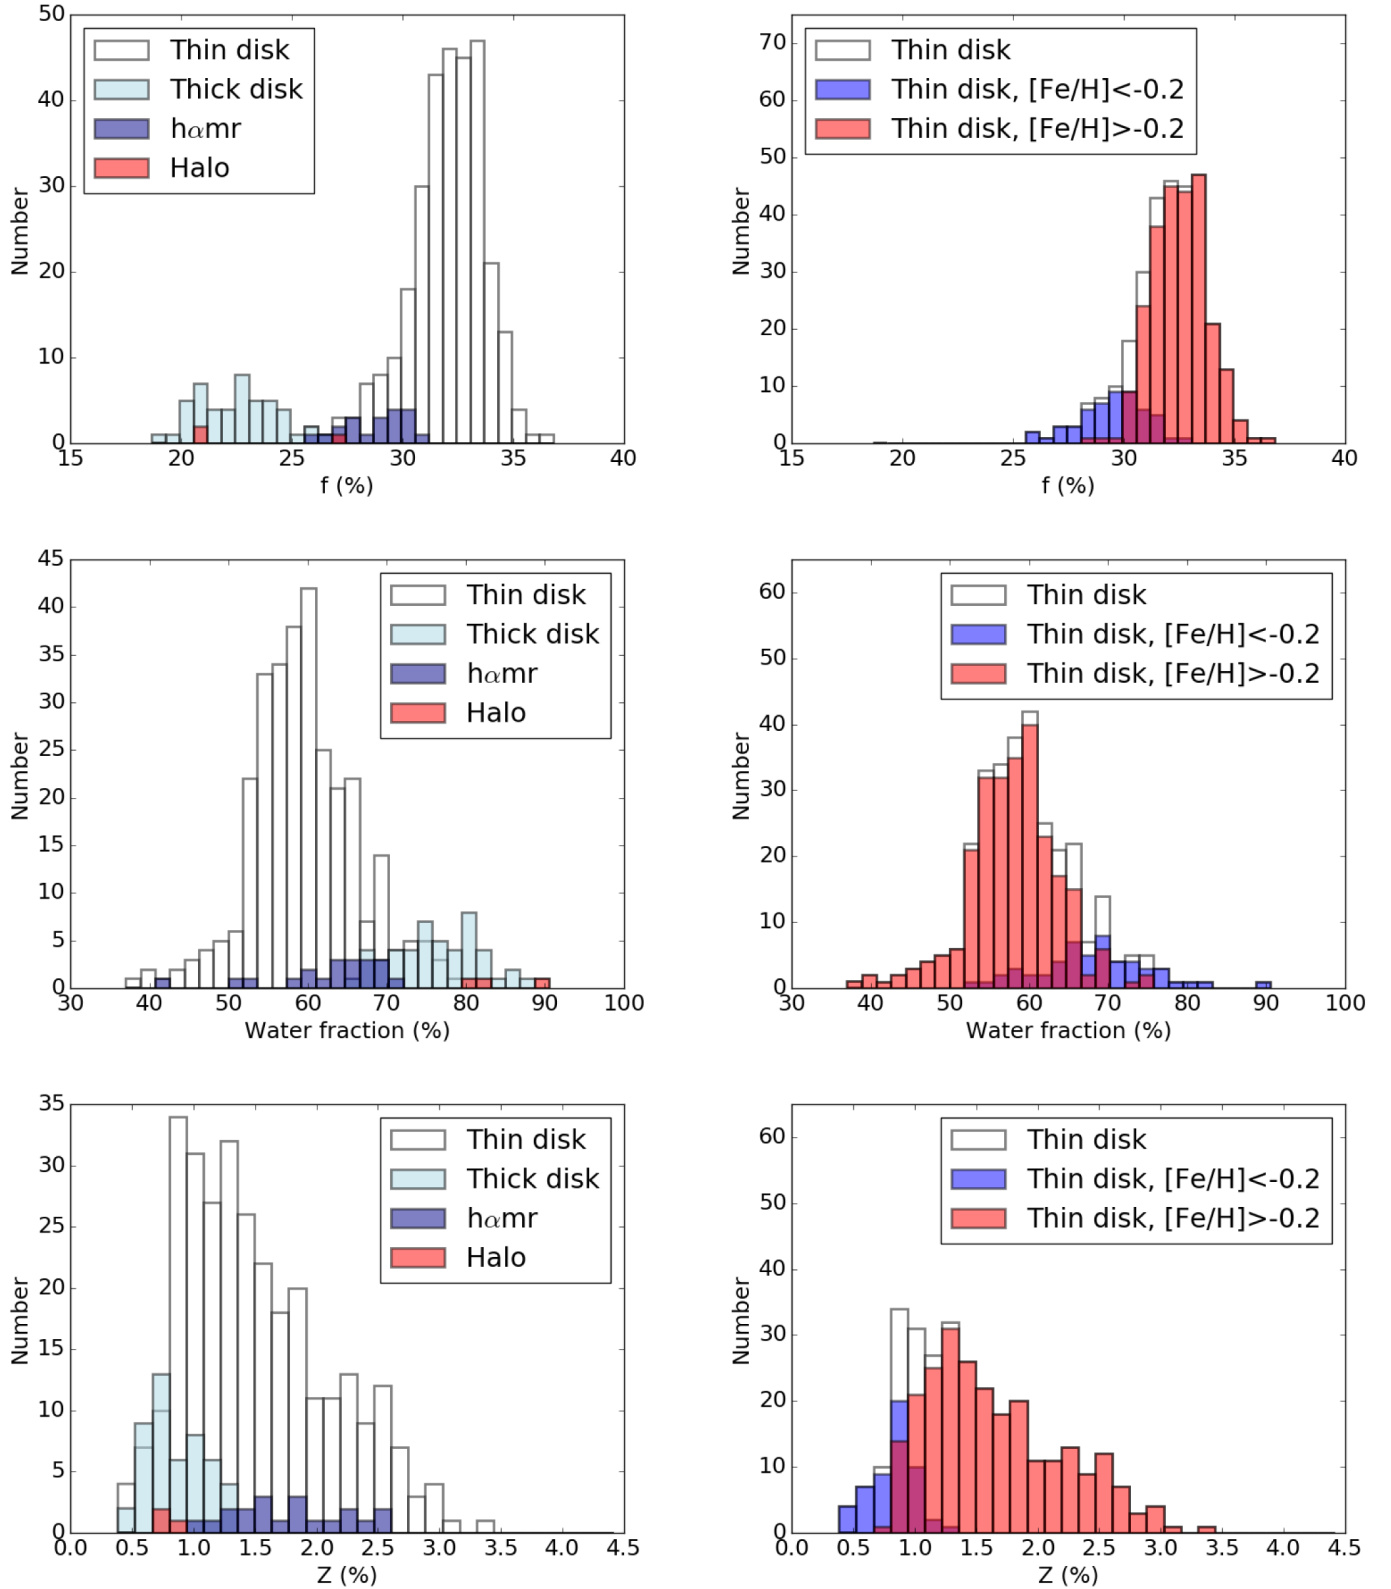 50
40
30
20
10
0
Number
Thin disk
Thick disk
hαmr
Halo
15 20 25 30 35 40
f (%)
70
60
50
40
30
20
10
0
Number
Thin disk
Thin disk, [Fe/H]<-0.2
Thin disk, [Fe/H]>-0.2
15 20 25 30 35 40
f (%)
45
40
35
30
25
20
15
10
5
0
Number
Thin disk
Thick disk
hαmr
Halo
30 40 50 60 70 80 90 100
Water fraction (%)
60
50
40
30
20
10
0
Number
Thin disk
Thin disk, [Fe/H]<-0.2
Thin disk, [Fe/H]>-0.2
30 40 50 60 70 80 90 100
Water fraction (%)
35
30
25
20
15
10
5
0
Number
Thin disk
Thick disk
hαmr
Halo
0.0 0.5 1.0 1.5 2.0 2.5 3.0 3.5 4.0 4.5
Z (%)
60
50
40
30
20
10
0
Number
Thin disk
Thin disk, [Fe/H]<-0.2
Thin disk, [Fe/H]>-0.2
0.0 0.5 1.0 1.5 2.0 2.5 3.0 3.5 4.0 4.5
Z (%)